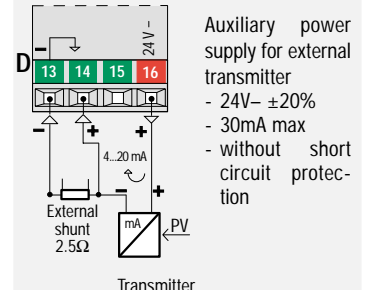 24 V –
–
D
13 14 15 16
– + +
4...20 mA
– +
External
shunt
2.5Ω
mA
PV
Transmitter
Auxiliary power
supply for external
transmitter
- 24V– ±20%
- 30mA max
- without short
circuit protec-
tion